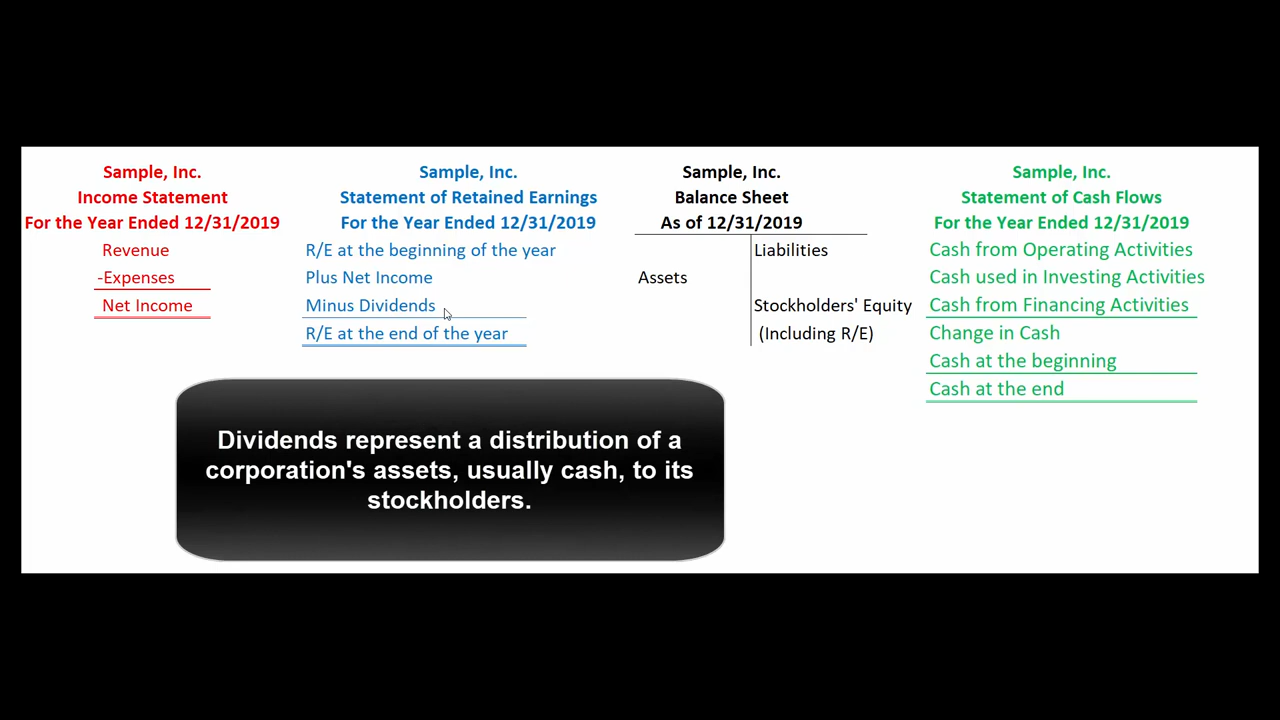 Sample, Inc.
Income Statement
For the Year Ended 12/31/2019
Revenue
-Expenses
Net Income
Sample, Inc.
Statement of Retained Earnings
For the Year Ended 12/31/2019
R/E at the beginning of the year
Plus Net Income
Minus Dividends
R/E at the end of the year
Sample, Inc.
Balance Sheet
As of 12/31/2019
Assets
Liabilities
Stockholders' Equity
(Including R/E)
Sample, Inc.
Statement of Cash Flows
For the Year Ended 12/31/2019
Cash from Operating Activities
Cash used in Investing Activities
Cash from Financing Activities
Change in Cash
Cash at the beginning
Cash at the end
Dividends represent a distribution of a
corporation's assets, usually cash, to its
stockholders.